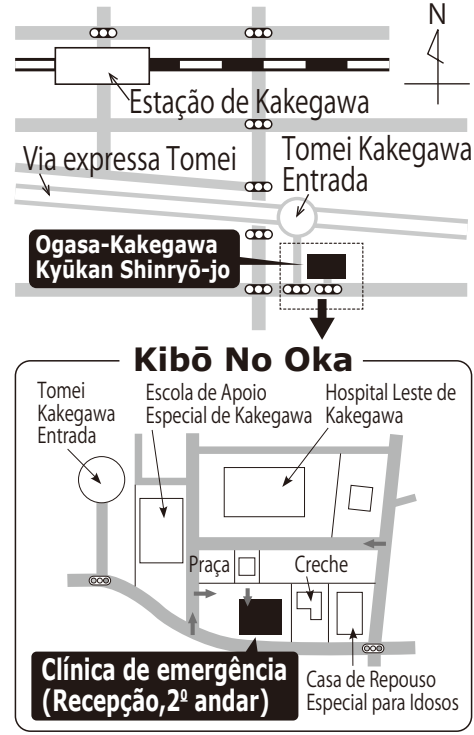 N
Estação de Kakegawa
Via expressa Tomei
Tomei Kakegawa
Entrada
Ogasa-Kakegawa
Kyūkan Shinryō-jo
Kibō No Oka
Tomei
Kakegawa
Entrada
Escola de Apoio
Especial de Kakegawa
Hospital Leste de
Kakegawa
Praça
Creche
Clínica de emergência
(Recepção,2º andar)
Casa de Repouso
Especial para Idosos